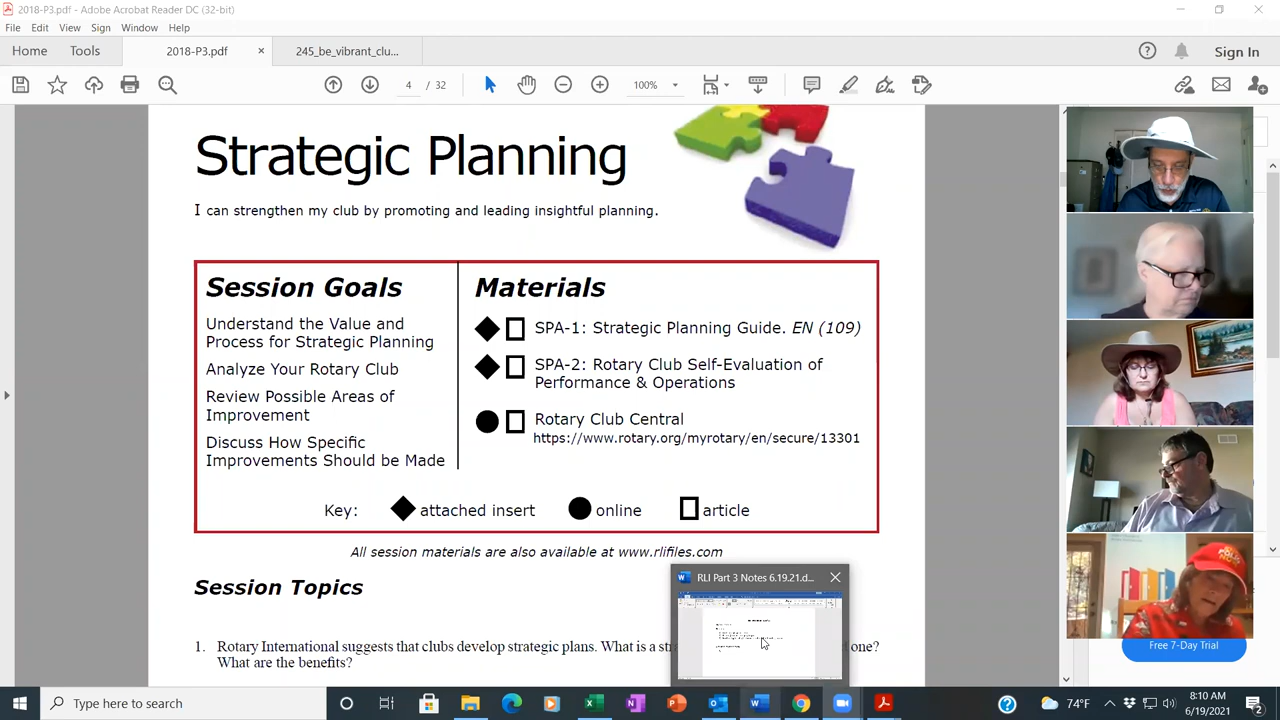 2018-P3.pdf - Adobe Acrobat Reader DC (32-bit)
File Edit View Sign Window Help
Home Tools 2018-P3.pdf × 245_be_vibrant_clu... Sign In
4 / 32 100%
Strategic Planning
I can strengthen my club by promoting and leading insightful planning.
Session Goals
Understand the Value and
Process for Strategic Planning
Analyze Your Rotary Club
Review Possible Areas of
Improvement
Discuss How Specific
Improvements Should be Made
Materials
SPA-1: Strategic Planning Guide. EN (109)
SPA-2: Rotary Club Self-Evaluation of
Performance & Operations
Rotary Club Central
https://www.rotary.org/myrotary/en/secure/13301
Key: attached insert online article
All session materials are also available at www.rlifiles.com
Session Topics
1. Rotary International suggests that clubs develop strategic plans. What is a stra one?
What are the benefits?
RLI Part 3 Notes 6.19.21.d...
Free 7-Day Trial
Type here to search
74°F
8:10 AM
6/19/2021
2